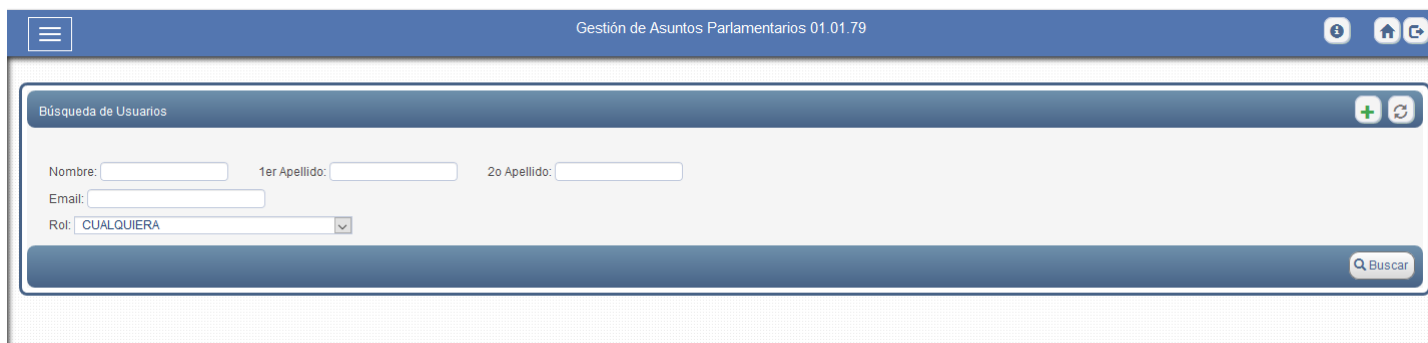 Gestión de Asuntos Parlamentarios 01.01.79
Búsqueda de Usuarios
Nombre: 1er Apellido: 2o Apellido:
Email:
Rol: CUALQUIERA
Buscar